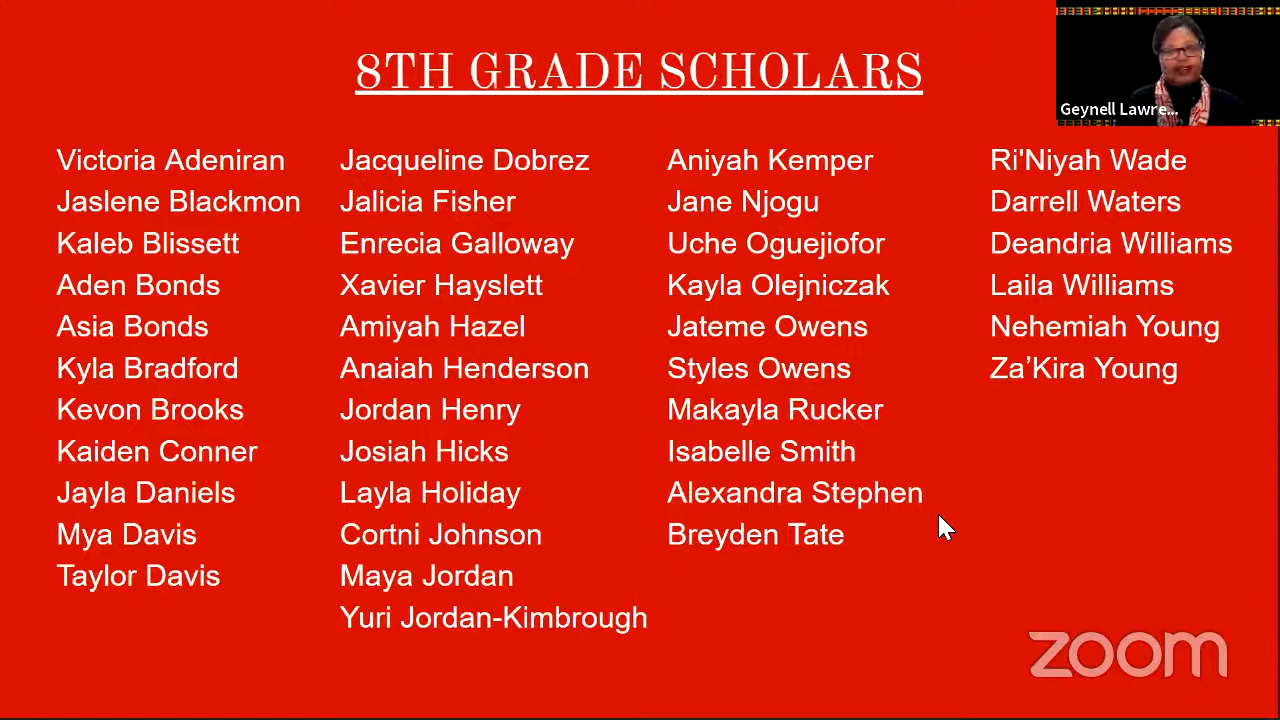 8TH GRADE SCHOLARS
Geynell Lawre...
Victoria Adeniran
Jaslene Blackmon
Kaleb Blissett
Aden Bonds
Asia Bonds
Kyla Bradford
Kevon Brooks
Kaiden Conner
Jayla Daniels
Mya Davis
Taylor Davis
Jacqueline Dobrez
Jalicia Fisher
Enrecia Galloway
Xavier Hayslett
Amiyah Hazel
Anaiah Henderson
Jordan Henry
Josiah Hicks
Layla Holiday
Cortni Johnson
Maya Jordan
Yuri Jordan-Kimbrough
Aniyah Kemper
Jane Njogu
Uche Oguejiofor
Kayla Olejniczak
Jateme Owens
Styles Owens
Makayla Rucker
Isabelle Smith
Alexandra Stephen
Breyden Tate
Ri'Niyah Wade
Darrell Waters
Deandria Williams
Laila Williams
Nehemiah Young
Za’Kira Young
zoom